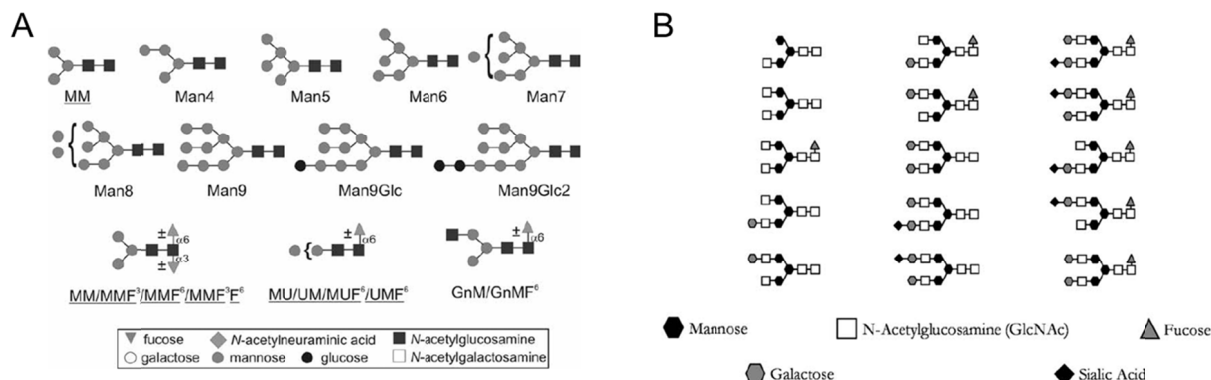 A
B
MM Man4 Man5 Man6 Man7
Man8 Man9 Man9Glc Man9Glc2
± α6
± α3
± α6
± α6
MM/MMF³/MMF⁶/MMF³F⁶ MU/UM/MUF⁶/UMF⁶ GnM/GnMF⁶
fucose N-acetylneuraminic acid N-acetylglucosamine
galactose mannose glucose N-acetylgalactosamine
Mannose N-Acetylglucosamine (GlcNAc) Fucose
Galactose Sialic Acid